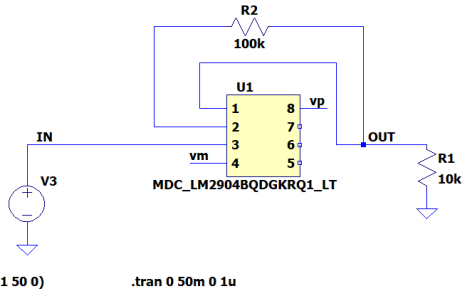 R2
100k
U1
1 8 vp
2 7
IN 3 6 OUT
vm 4 5
R1
10k
V3
MDC_LM2904BQDGKRQ1_LT
1 50 0) .tran 0 50m 0 1u